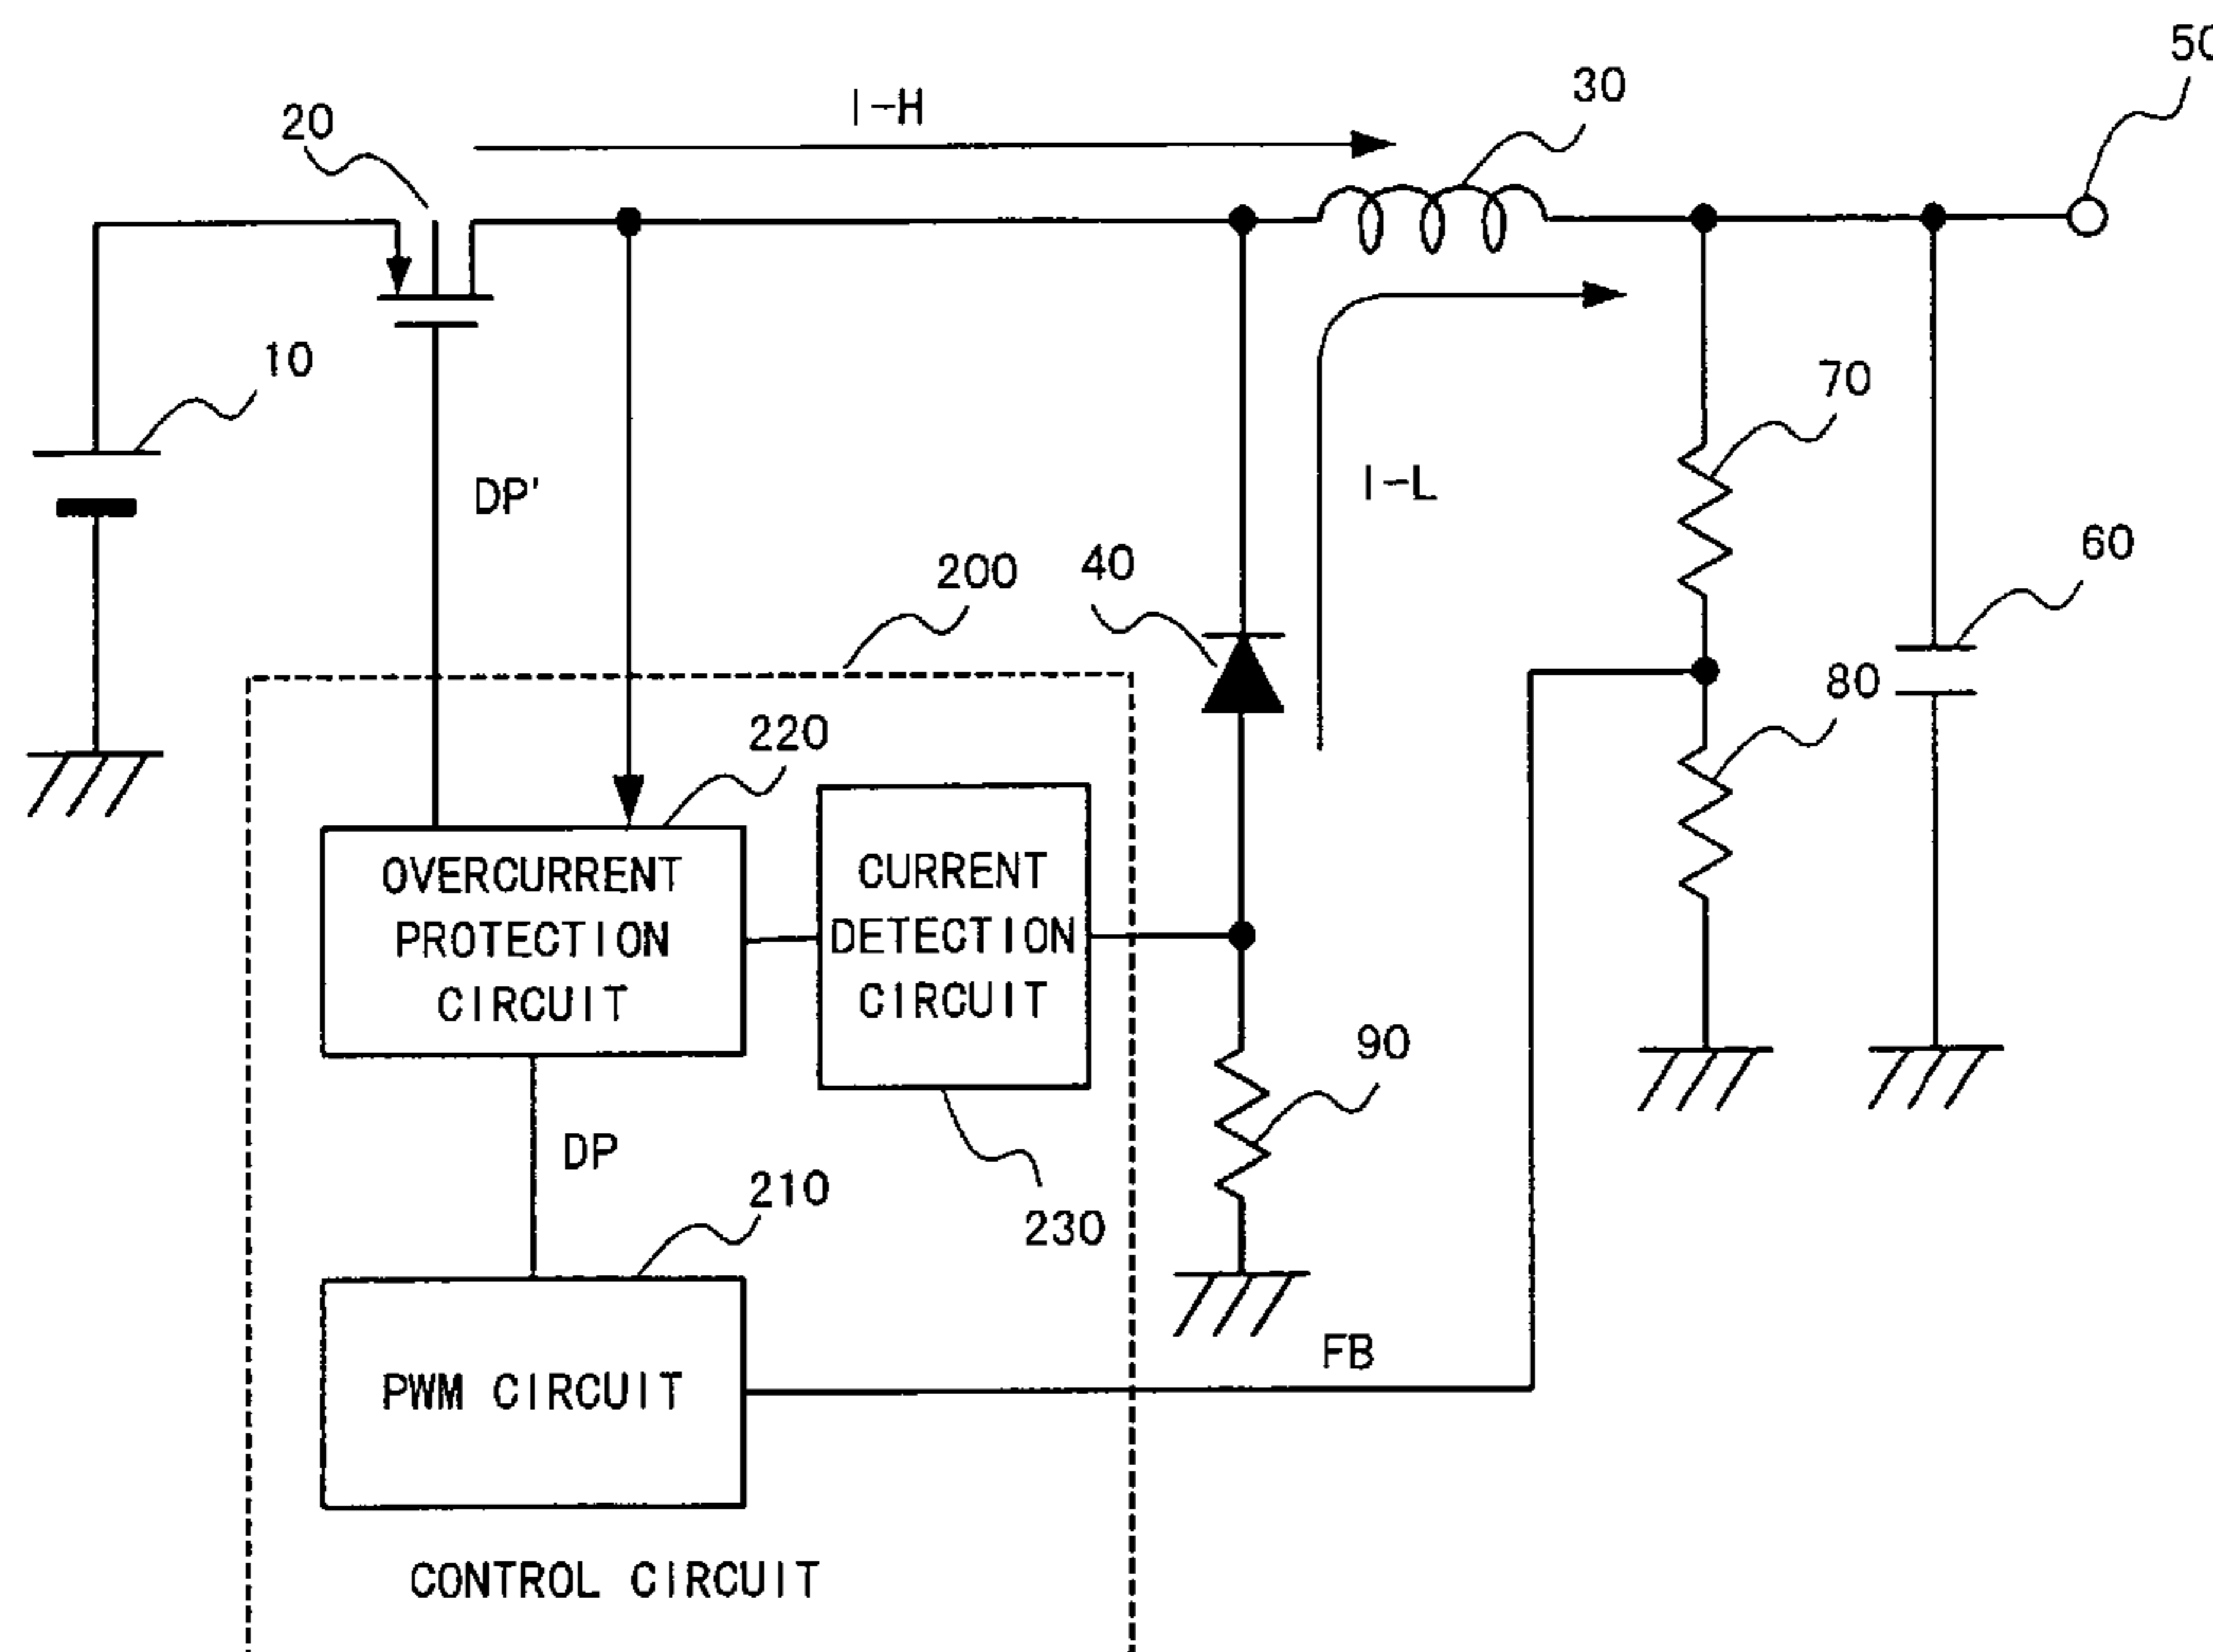 50
I-H
30
20
10
DP'
I-L
70
60
200
40
80
220
OVERCURRENT
PROTECTION
CIRCUIT
CURRENT
DETECTION
CIRCUIT
90
DP
210
230
FB
PWM CIRCUIT
CONTROL CIRCUIT